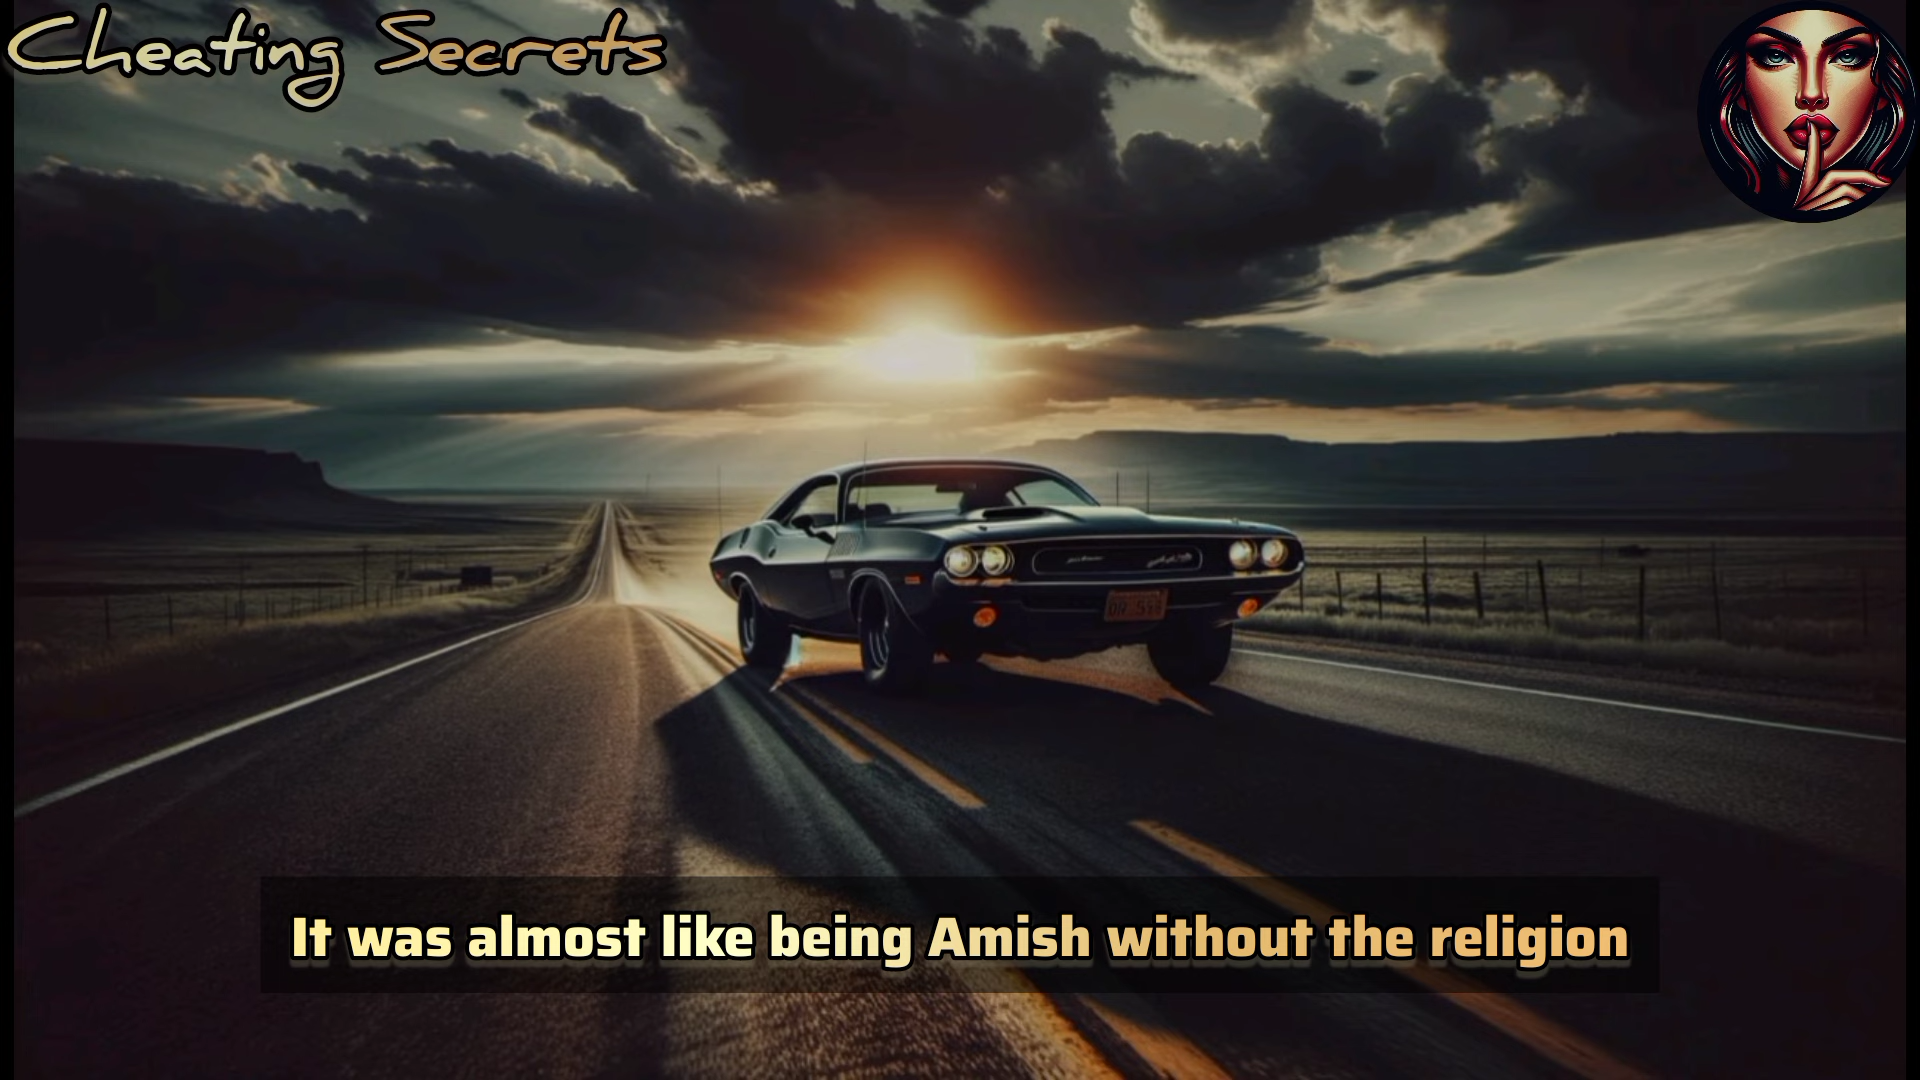 Cheating Secrets
It was almost like being Amish without the religion